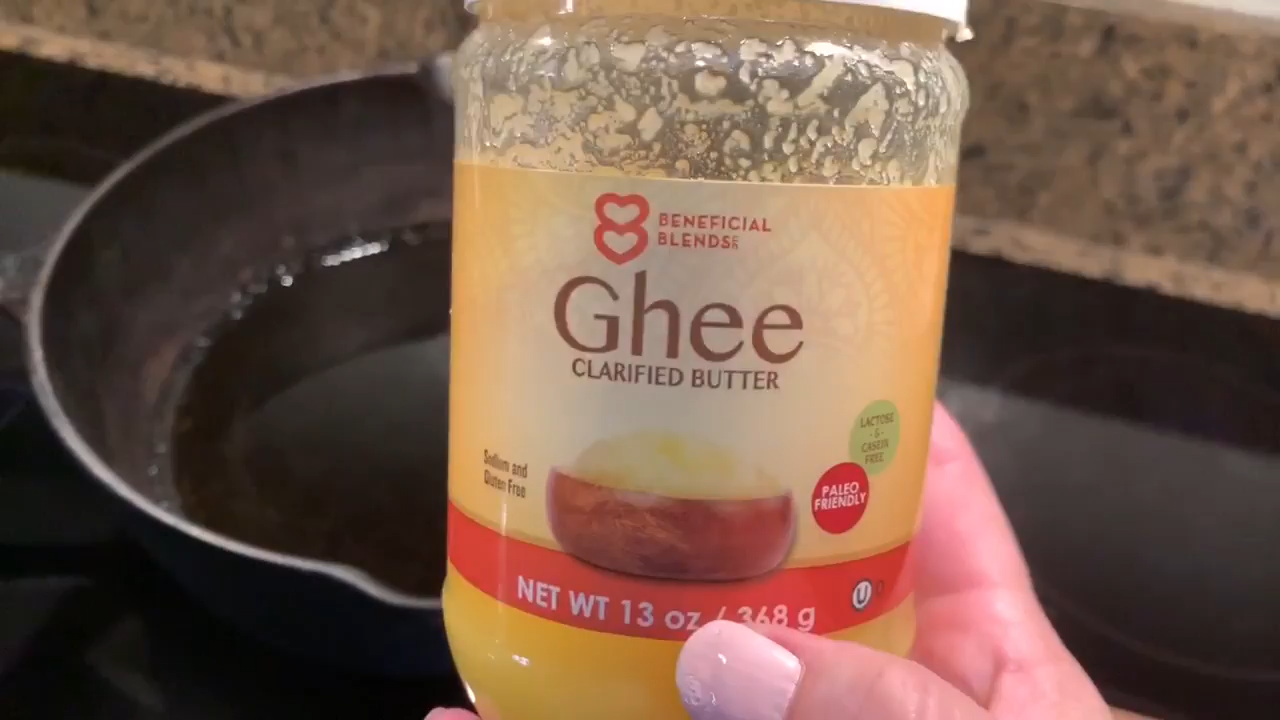 BENEFICIAL
BLENDS
Ghee
CLARIFIED BUTTER
LACTOSE
- & -
CASEIN
FREE
Sodium and
Gluten Free
PALEO
FRIENDLY
NET WT 13 oz / 368 g
U